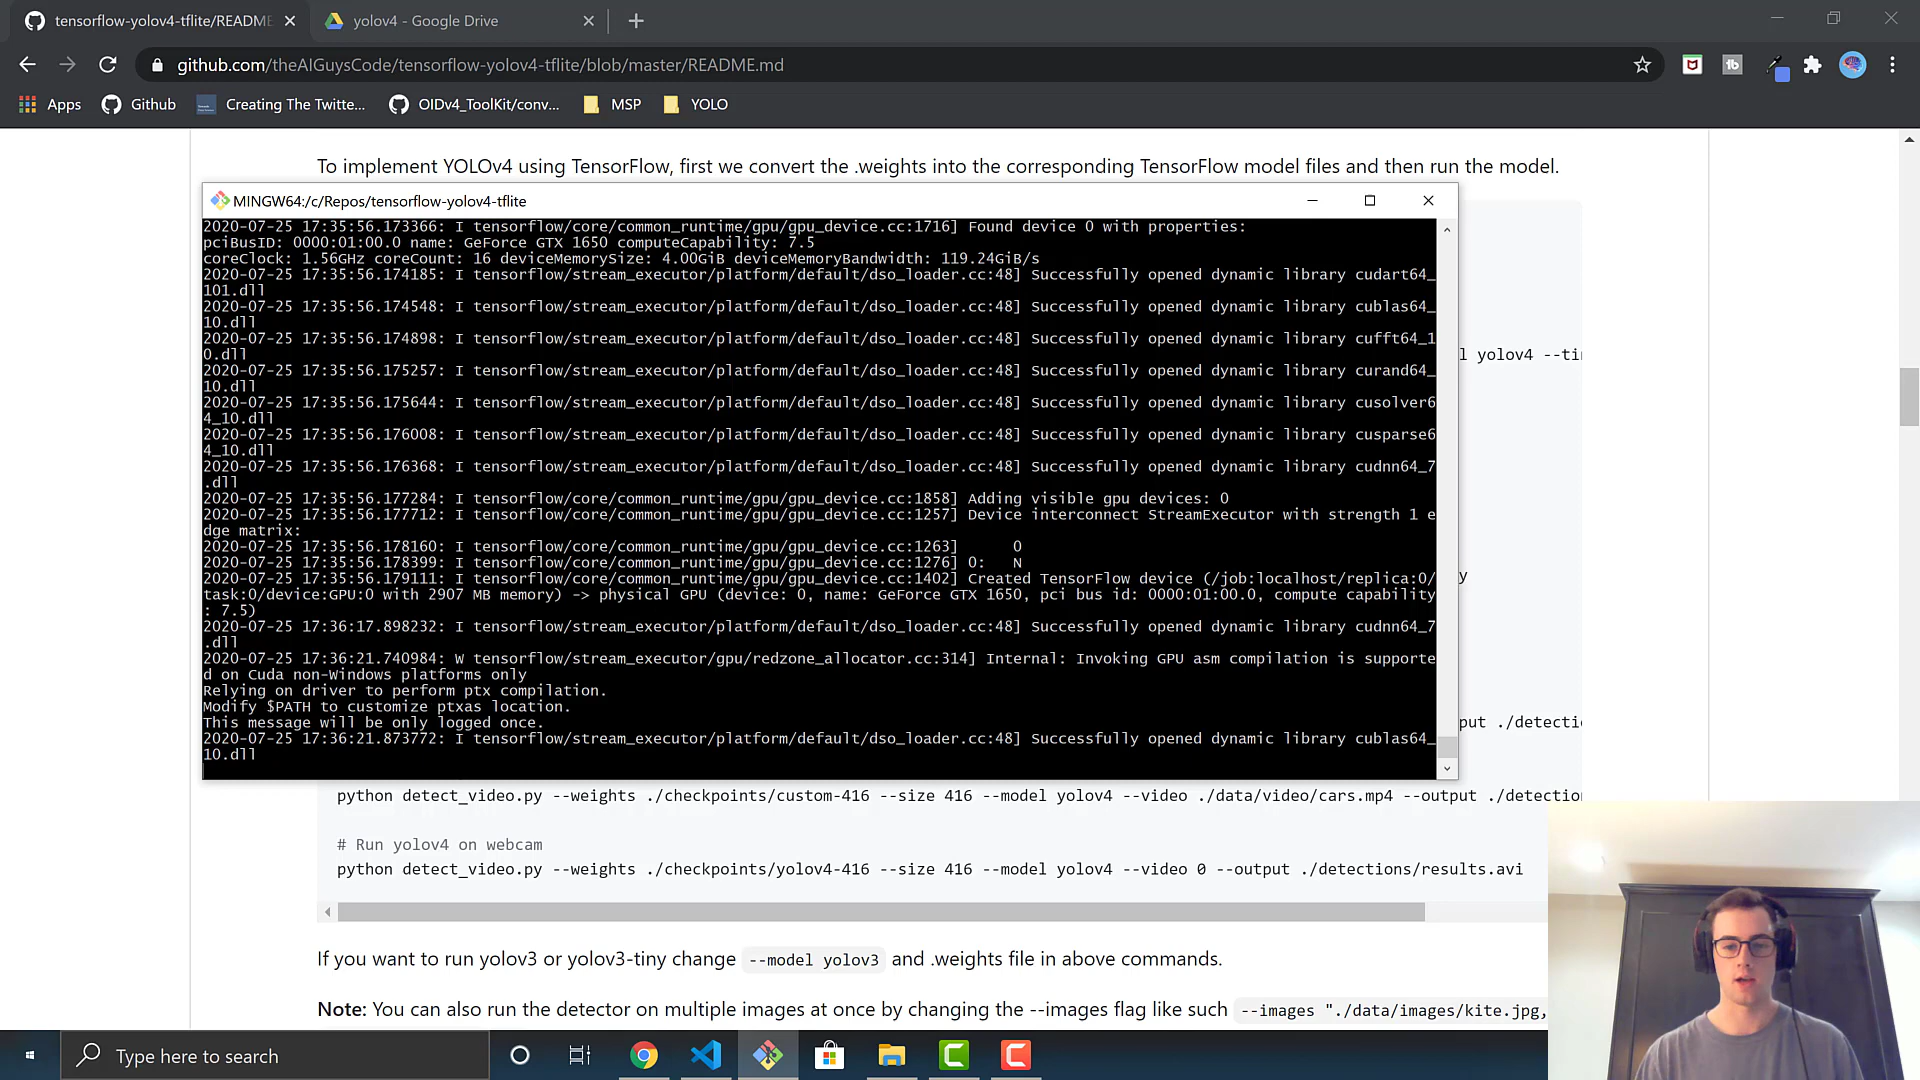 tensorflow-yolov4-tflite/README
yolov4 - Google Drive
github.com/theAIGuysCode/tensorflow-yolov4-tflite/blob/master/README.md
Apps Github Creating The Twitte... OIDv4_ToolKit/conv... MSP YOLO
To implement YOLOv4 using TensorFlow, first we convert the .weights into the corresponding TensorFlow model files and then run the model.
MINGW64:/c/Repos/tensorflow-yolov4-tflite
2020-07-25 17:35:56.173366: I tensorflow/core/common_runtime/gpu/gpu_device.cc:1716] Found device 0 with properties:
pciBusID: 0000:01:00.0 name: GeForce GTX 1650 computeCapability: 7.5
coreClock: 1.56GHz coreCount: 16 deviceMemorySize: 4.00GiB deviceMemoryBandwidth: 119.24GiB/s
2020-07-25 17:35:56.174185: I tensorflow/stream_executor/platform/default/dso_loader.cc:48] Successfully opened dynamic library cudart64_
101.dll
2020-07-25 17:35:56.174548: I tensorflow/stream_executor/platform/default/dso_loader.cc:48] Successfully opened dynamic library cublas64_
10.dll
2020-07-25 17:35:56.174898: I tensorflow/stream_executor/platform/default/dso_loader.cc:48] Successfully opened dynamic library cufft64_1
0.dll
l yolov4 --tin
2020-07-25 17:35:56.175257: I tensorflow/stream_executor/platform/default/dso_loader.cc:48] Successfully opened dynamic library curand64_
10.dll
2020-07-25 17:35:56.175644: I tensorflow/stream_executor/platform/default/dso_loader.cc:48] Successfully opened dynamic library cusolver6
4_10.dll
2020-07-25 17:35:56.176008: I tensorflow/stream_executor/platform/default/dso_loader.cc:48] Successfully opened dynamic library cusparse6
4_10.dll
2020-07-25 17:35:56.176368: I tensorflow/stream_executor/platform/default/dso_loader.cc:48] Successfully opened dynamic library cudnn64_7
.dll
2020-07-25 17:35:56.177284: I tensorflow/core/common_runtime/gpu/gpu_device.cc:1858] Adding visible gpu devices: 0
2020-07-25 17:35:56.177712: I tensorflow/core/common_runtime/gpu/gpu_device.cc:1257] Device interconnect StreamExecutor with strength 1 e
dge matrix:
2020-07-25 17:35:56.178160: I tensorflow/core/common_runtime/gpu/gpu_device.cc:1263]      0
2020-07-25 17:35:56.178399: I tensorflow/core/common_runtime/gpu/gpu_device.cc:1276] 0:   N
2020-07-25 17:35:56.179111: I tensorflow/core/common_runtime/gpu/gpu_device.cc:1402] Created TensorFlow device (/job:localhost/replica:0/
y
task:0/device:GPU:0 with 2907 MB memory) -> physical GPU (device: 0, name: GeForce GTX 1650, pci bus id: 0000:01:00.0, compute capability
: 7.5)
2020-07-25 17:36:17.898232: I tensorflow/stream_executor/platform/default/dso_loader.cc:48] Successfully opened dynamic library cudnn64_7
.dll
2020-07-25 17:36:21.740984: W tensorflow/stream_executor/gpu/redzone_allocator.cc:314] Internal: Invoking GPU asm compilation is supporte
d on Cuda non-Windows platforms only
Relying on driver to perform ptx compilation.
Modify $PATH to customize ptxas location.
This message will be only logged once.
put ./detectic
2020-07-25 17:36:21.873772: I tensorflow/stream_executor/platform/default/dso_loader.cc:48] Successfully opened dynamic library cublas64_
10.dll
python detect_video.py --weights ./checkpoints/custom-416 --size 416 --model yolov4 --video ./data/video/cars.mp4 --output ./detection
# Run yolov4 on webcam
python detect_video.py --weights ./checkpoints/yolov4-416 --size 416 --model yolov4 --video 0 --output ./detections/results.avi
If you want to run yolov3 or yolov3-tiny change --model yolov3 and .weights file in above commands.
Note: You can also run the detector on multiple images at once by changing the --images flag like such --images "./data/images/kite.jpg,
Type here to search